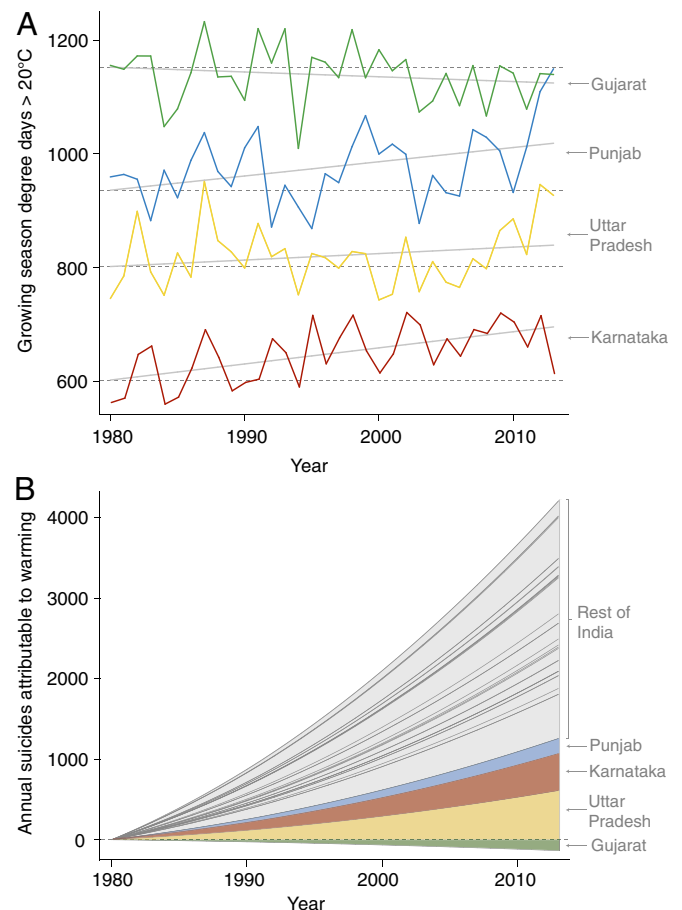 A
Growing season degree days > 20°C
1200
1000
800
600
Gujarat
Punjab
Uttar
Pradesh
Karnataka
1980
1990
2000
2010
Year
B
Annual suicides attributable to warming
4000
3000
2000
1000
0
Rest of
India
Punjab
Karnataka
Uttar
Pradesh
Gujarat
1980
1990
2000
2010
Year